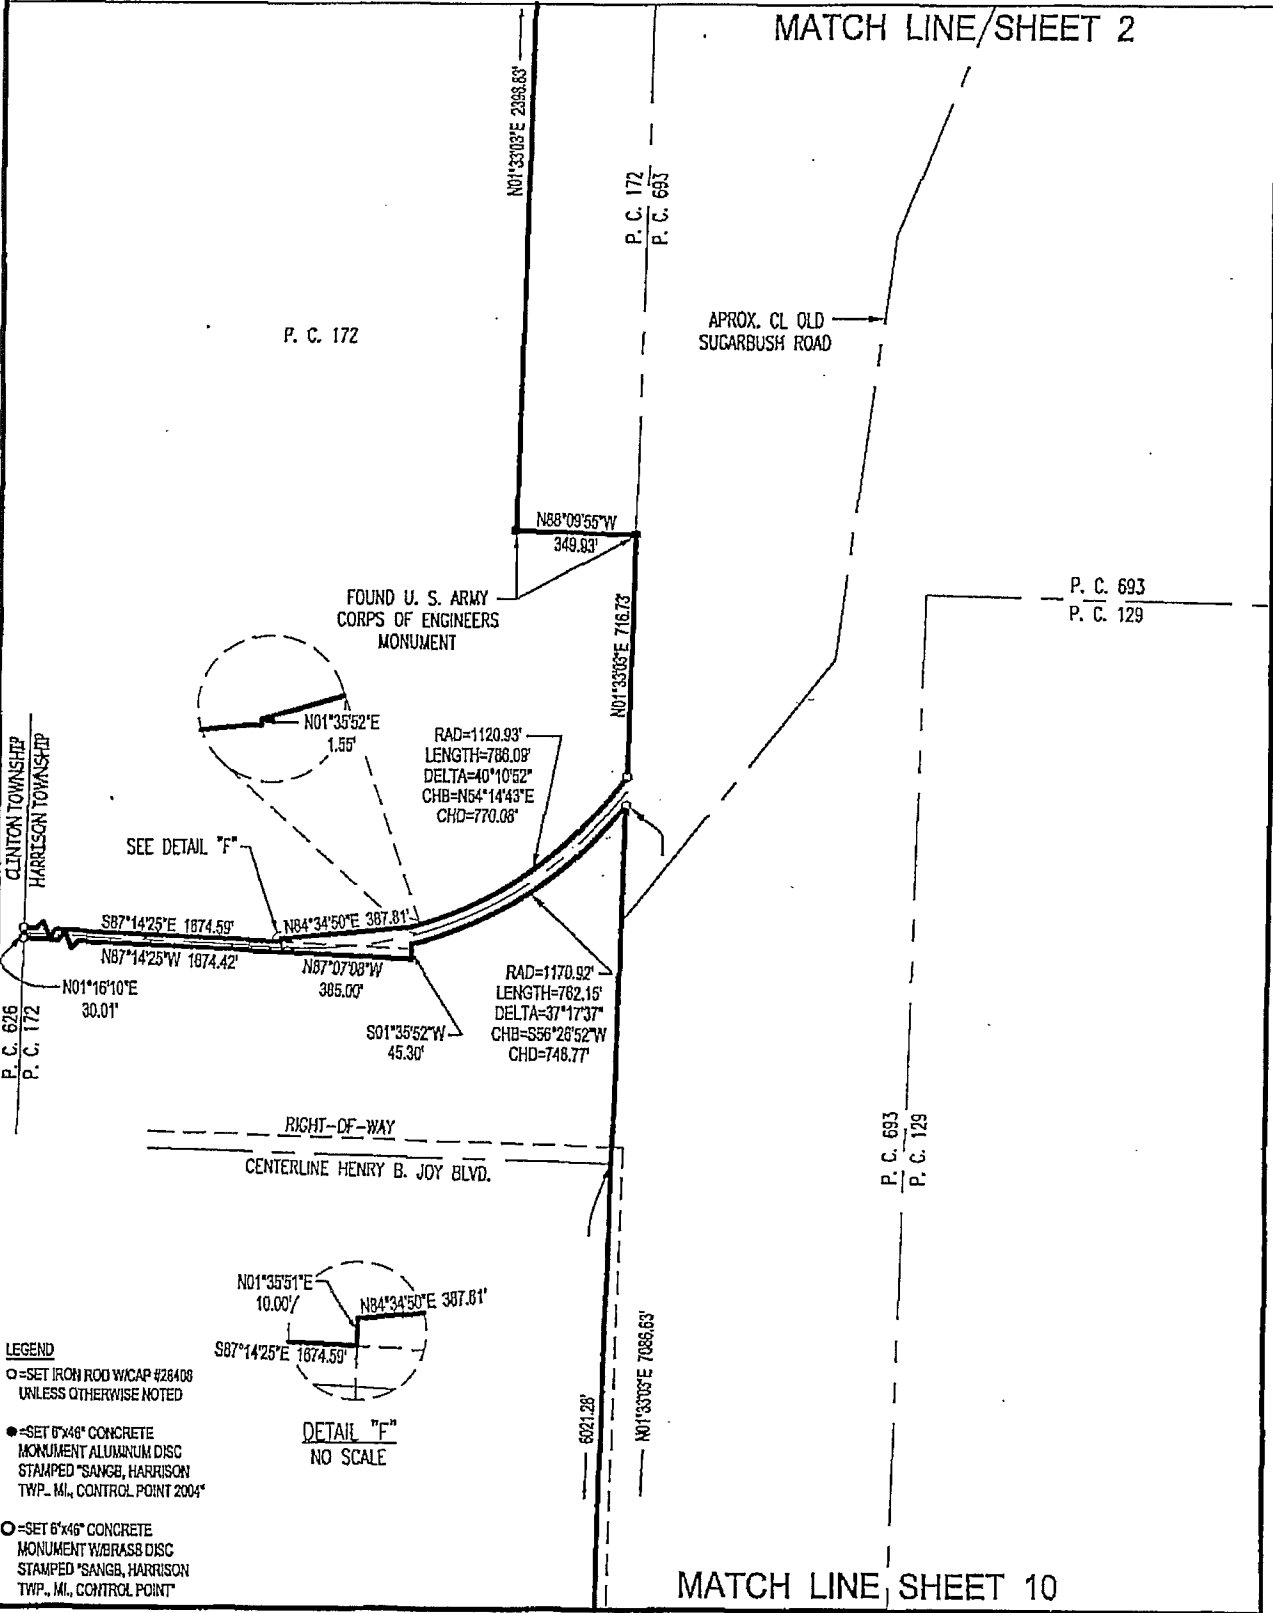 MATCH LINE/SHEET 2
N01°33'03"E 2398.83'
P. C. 172
P. C. 693
P. C. 172
APROX. CL OLD
SUGARBUSH ROAD
N88°09'55"W
349.93'
FOUND U. S. ARMY
CORPS OF ENGINEERS
MONUMENT
P. C. 693
P. C. 129
N01°33'03"E 716.73'
N01°35'52"E
1.55'
RAD=1120.93'
LENGTH=786.09'
DELTA=40°10'52"
CHB=N54°14'43"E
CHD=770.08'
CLINTON TOWNSHIP
HARRISON TOWNSHIP
SEE DETAIL "F"
S87°14'25"E 1674.59'
N84°34'50"E 387.81'
N87°14'25"W 1674.42'
N87°07'08"W
385.00'
N01°16'10"E
30.01'
P. C. 626
P. C. 172
S01°35'52"W
45.30'
RAD=1170.92'
LENGTH=762.15'
DELTA=37°17'37"
CHB=S56°26'52"W
CHD=748.77'
RIGHT-OF-WAY
CENTERLINE HENRY B. JOY BLVD.
P. C. 693
P. C. 129
N01°35'51"E
10.00'
N84°34'50"E 387.81'
S87°14'25"E 1674.59'
DETAIL "F"
NO SCALE
6021.28'
N01°33'03"E 7086.63'
LEGEND
O=SET IRON ROD W/CAP #28408
UNLESS OTHERWISE NOTED
●=SET 6"x46" CONCRETE
MONUMENT ALUMINUM DISC
STAMPED "SANGB, HARRISON
TWP., MI., CONTROL POINT 2004"
O=SET 6"x46" CONCRETE
MONUMENT W/BRASS DISC
STAMPED "SANGB, HARRISON
TWP., MI., CONTROL POINT"
MATCH LINE SHEET 10